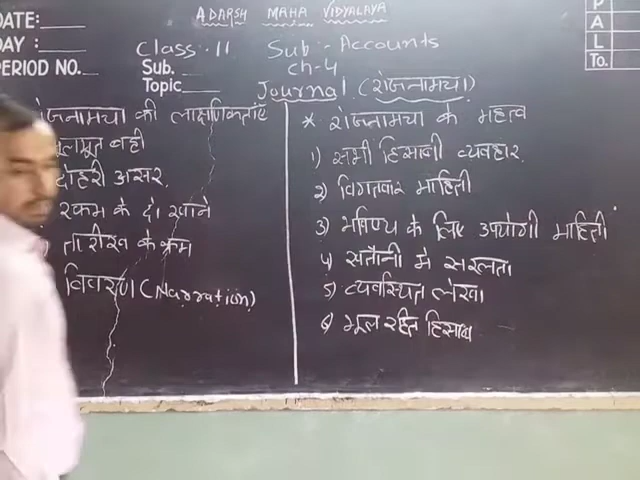 ADARSH MAHA VIDYALAYA
DATE:
DAY :
PERIOD NO.
Class :- 11
Sub.
Topic
Sub :- Accounts
Ch-4
Journal (रोजनामचा)
P
A
L
To.
रोजनामचा की लाक्षणिकताएँ
मूलभूत बही
दोहरी असर
रकम के दो खाने
तारीख के क्रम
विवरण (Narration)
* रोजनामचा के महत्व
1) सभी हिसाबी व्यवहार
2) विगतवार माहिती
3) भविष्य के लिए उपयोगी माहिती
4) खतौनी में सरलता
5) व्यवस्थित लेखा
6) भूल रहित हिसाब